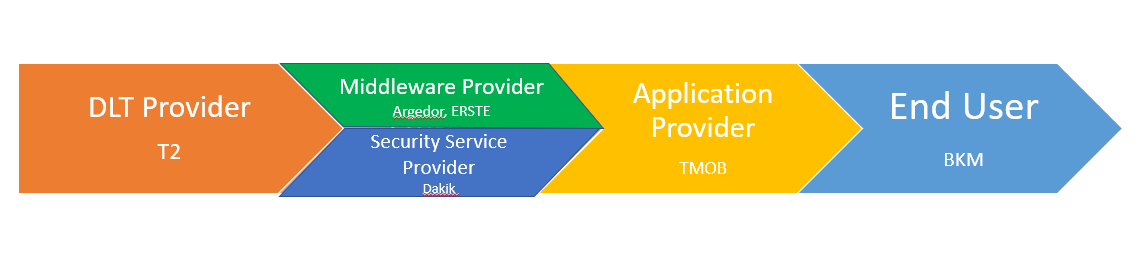 DLT Provider
T2
Middleware Provider
Argedor, ERSTE
Security Service
Provider
Dakik
Application
Provider
TMOB
End User
BKM